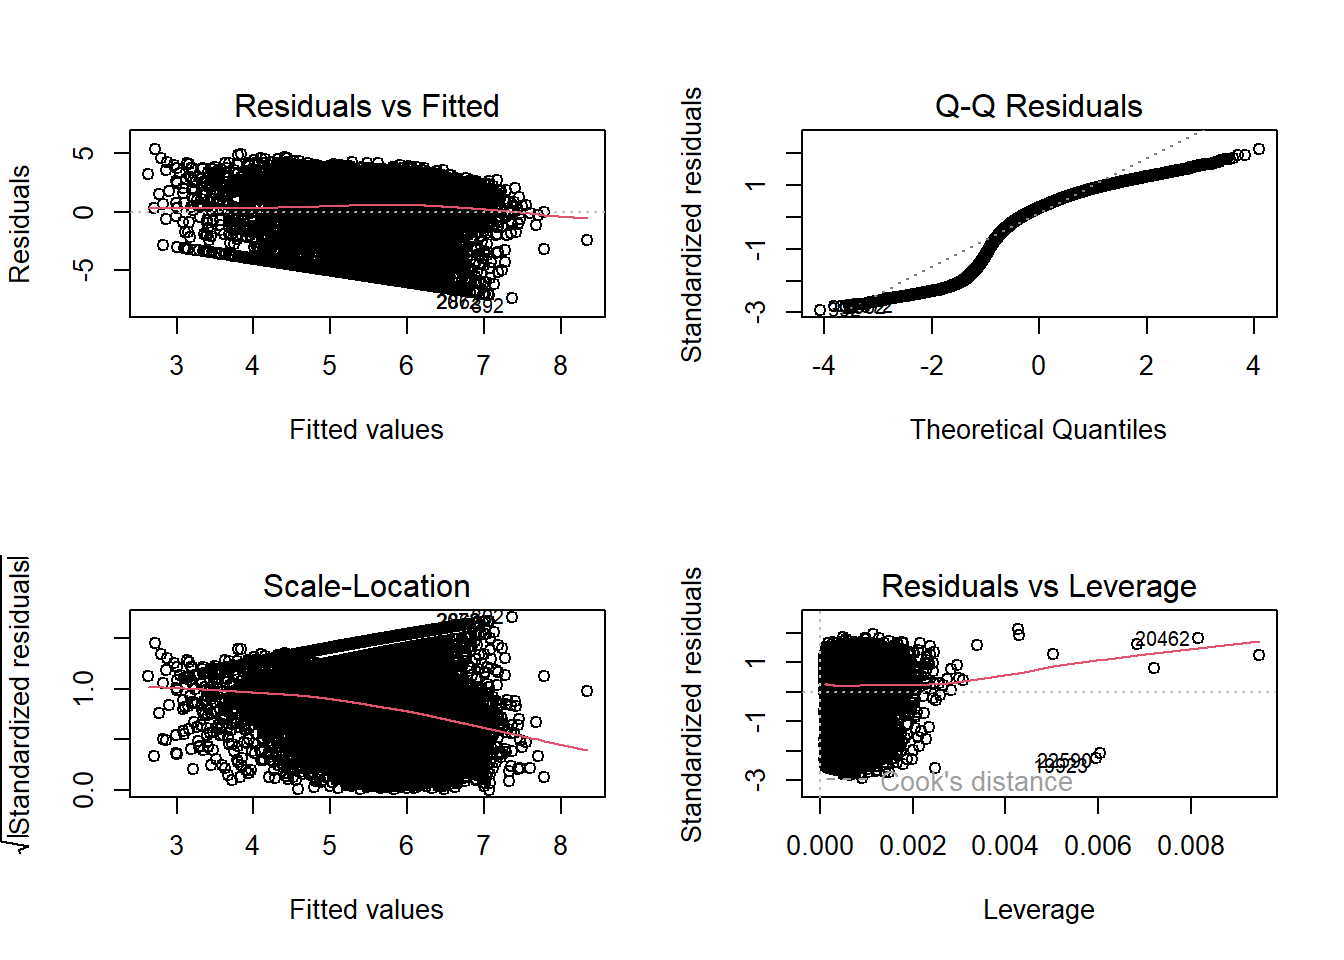 Residuals vs Fitted
Residuals
5
0
-5
392
3 4 5 6 7 8
Fitted values
Q-Q Residuals
Standardized residuals
1
-1
-3
-4 -2 0 2 4
Theoretical Quantiles
Scale-Location
√|Standardized residuals|
1.0
0.0
3 4 5 6 7 8
Fitted values
Residuals vs Leverage
Standardized residuals
1
-1
-3
20462
22590
19923
Cook's distance
0.000 0.002 0.004 0.006 0.008
Leverage